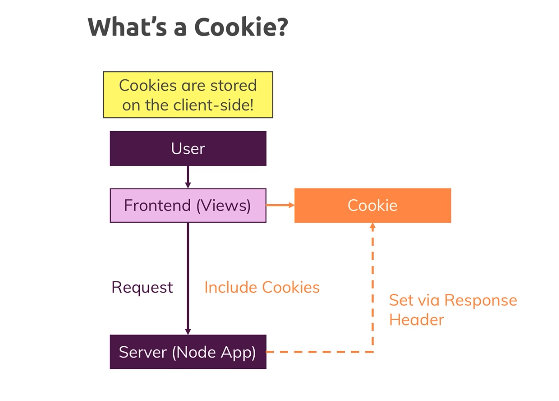 What's a Cookie?
Cookies are stored
on the client-side!
User
Frontend (Views)
Cookie
Request
Include Cookies
Set via Response
Header
Server (Node App)